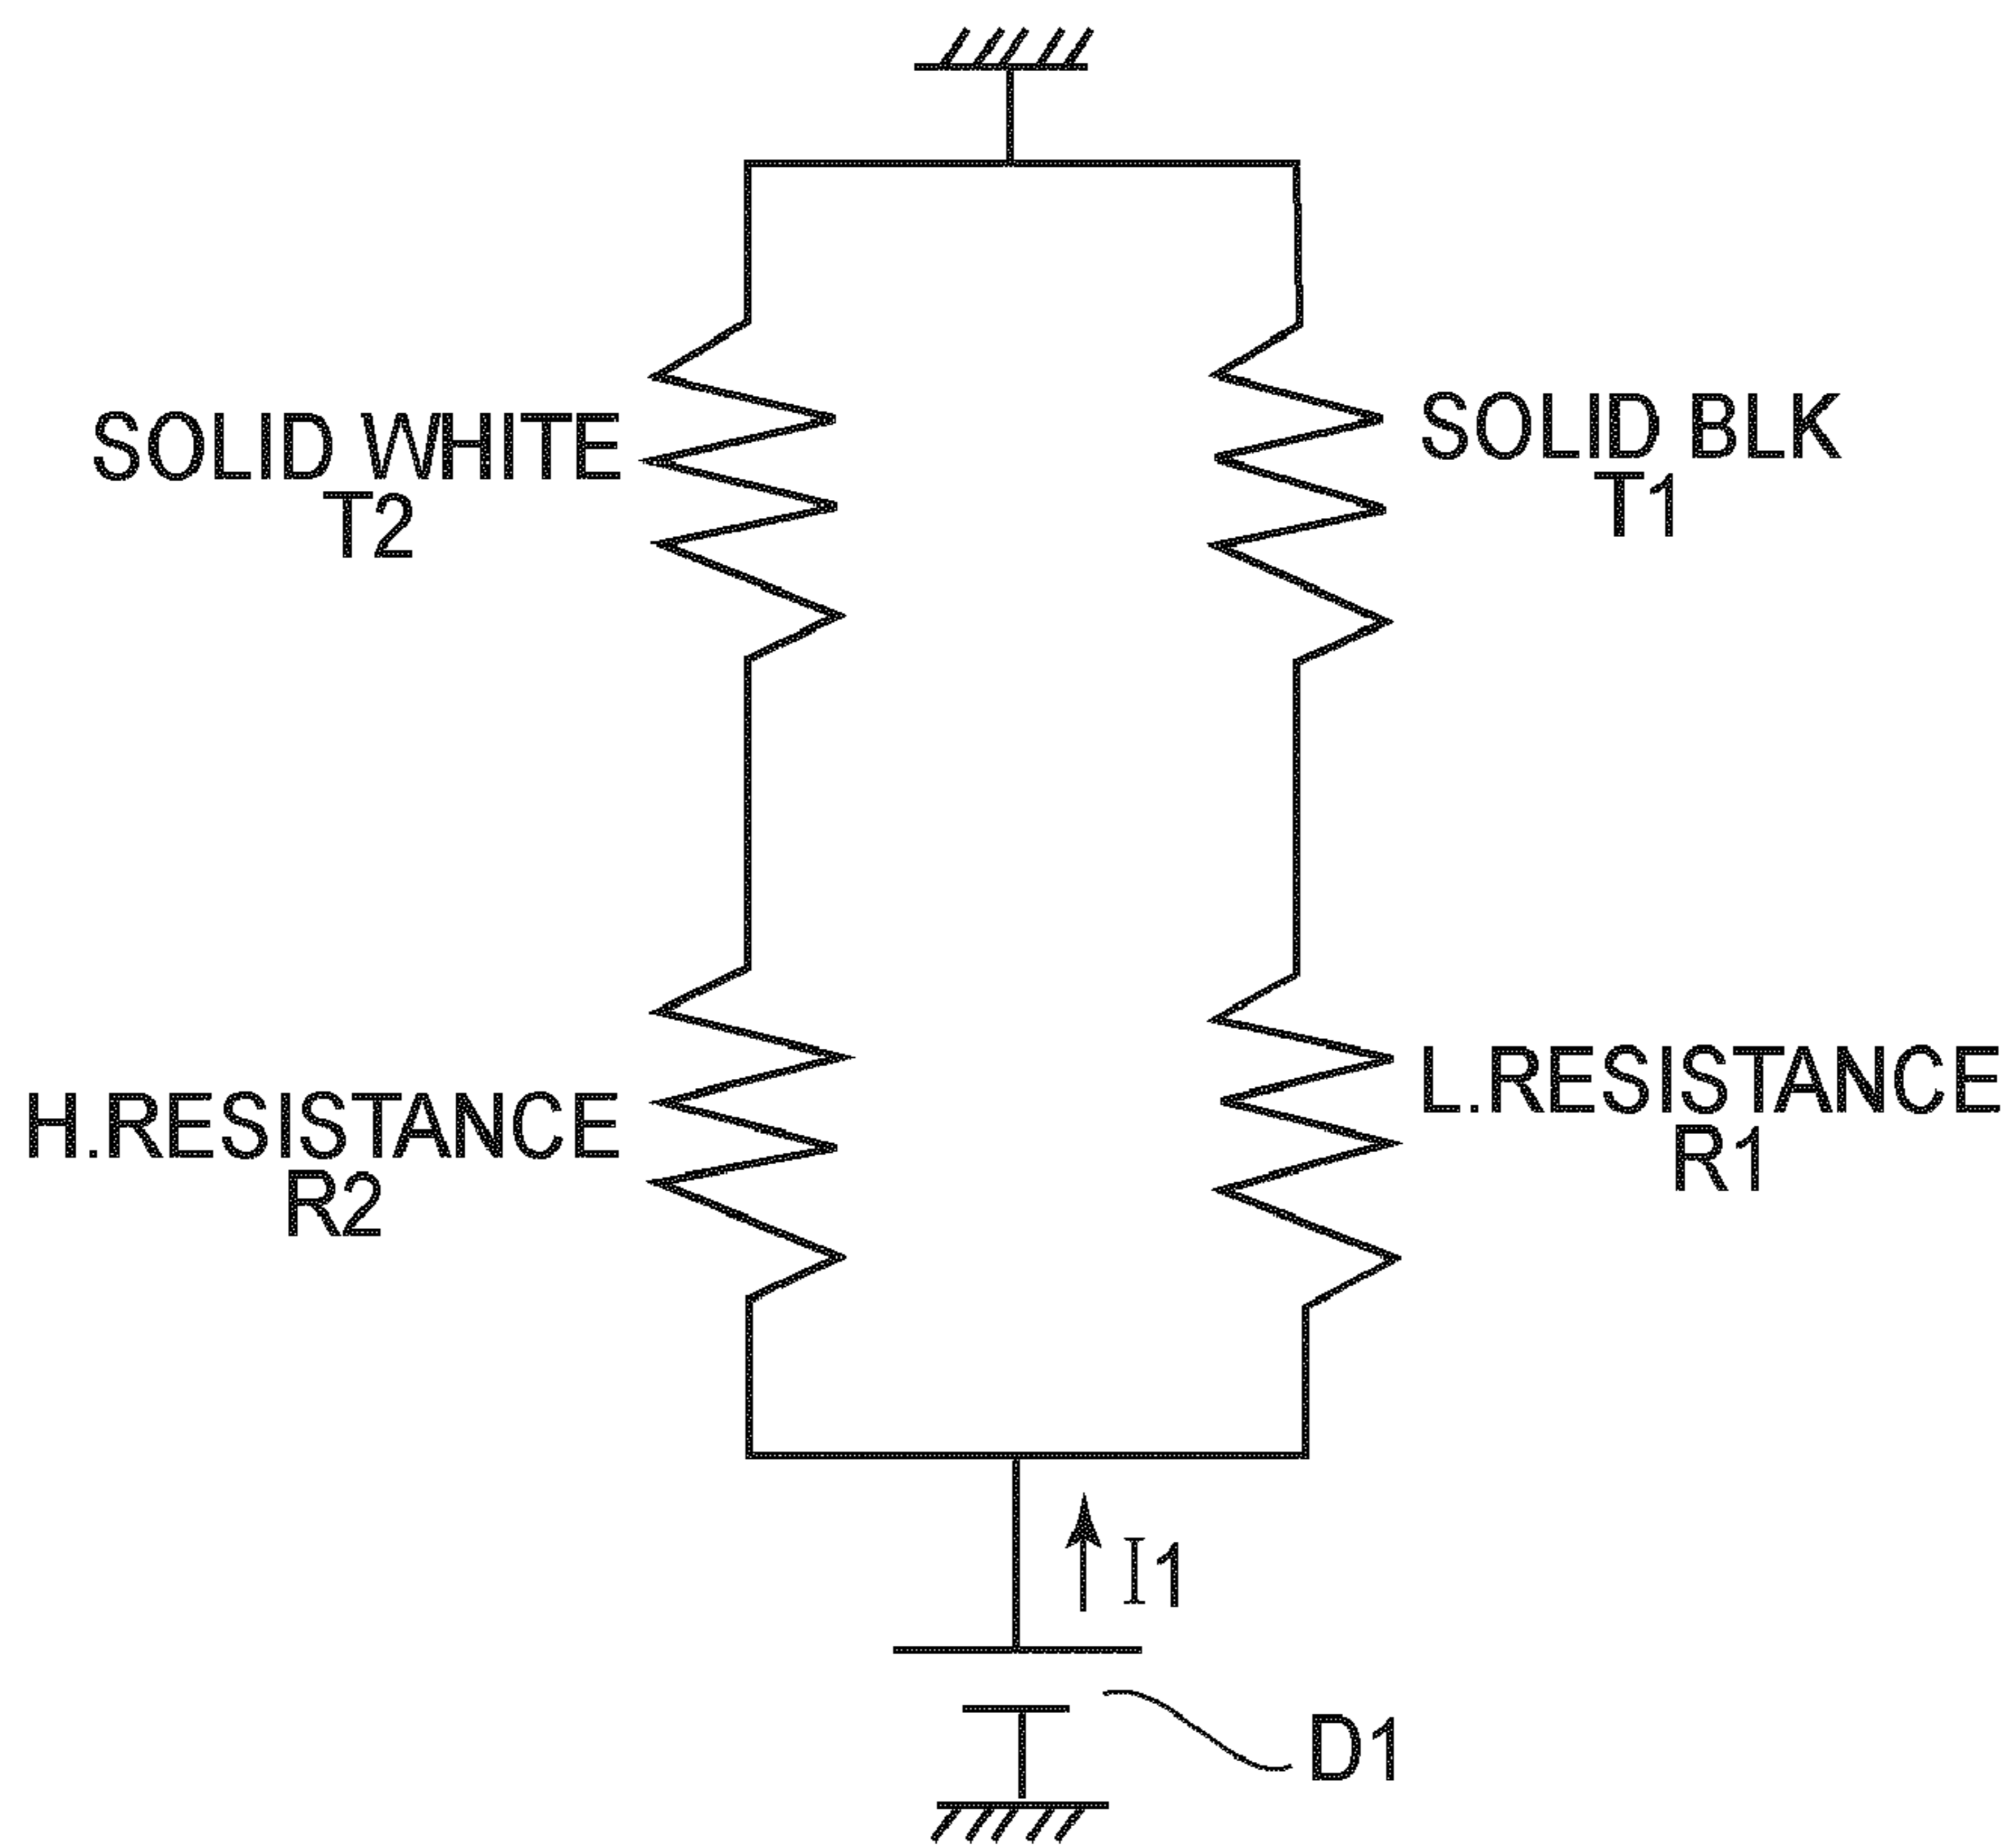 SOLID WHITE
T2
SOLID BLK
T1
H.RESISTANCE
R2
L.RESISTANCE
R1
I1
D1